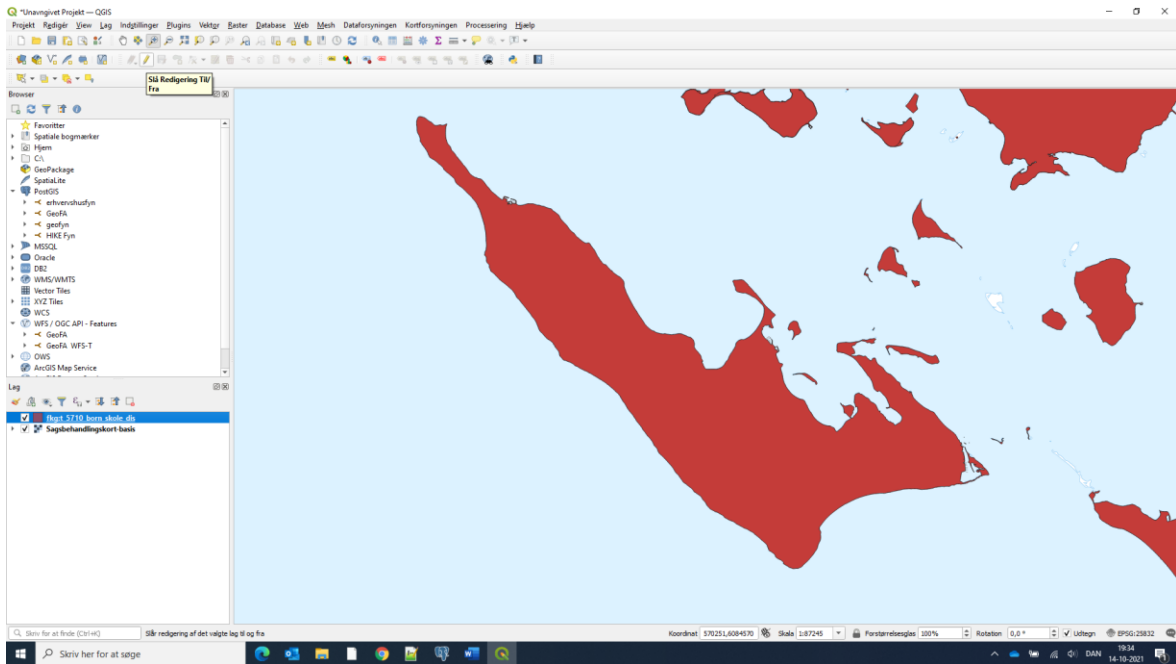 *Unavngivet Projekt — QGIS
Projekt Redigér View Lag Indstillinger Plugins Vektor Raster Database Web Mesh Dataforsyningen Kortforsyningen Processering Hjælp
Slå Redigering Til/
Fra
Browser
Favoritter
Spatiale bogmærker
Hjem
C:\
GeoPackage
SpatiaLite
PostGIS
erhvervshusfyn
GeoFA
geofyn
HIKE Fyn
MSSQL
Oracle
DB2
WMS/WMTS
Vector Tiles
XYZ Tiles
WCS
WFS / OGC API - Features
GeoFA
GeoFA WFS-T
OWS
ArcGIS Map Service
Lag
fkg:t_5710_born_skole_dis
Sagsbehandlingskort-basis
Skriv for at finde (Ctrl+K) Slår redigering af det valgte lag til og fra Koordinat 570251,6084570 Skala 1:87245 Forstørrelsesglas 100% Rotation 0,0 ° Udtegn EPSG:25832
Skriv her for at søge DAN 19:34
14-10-2021